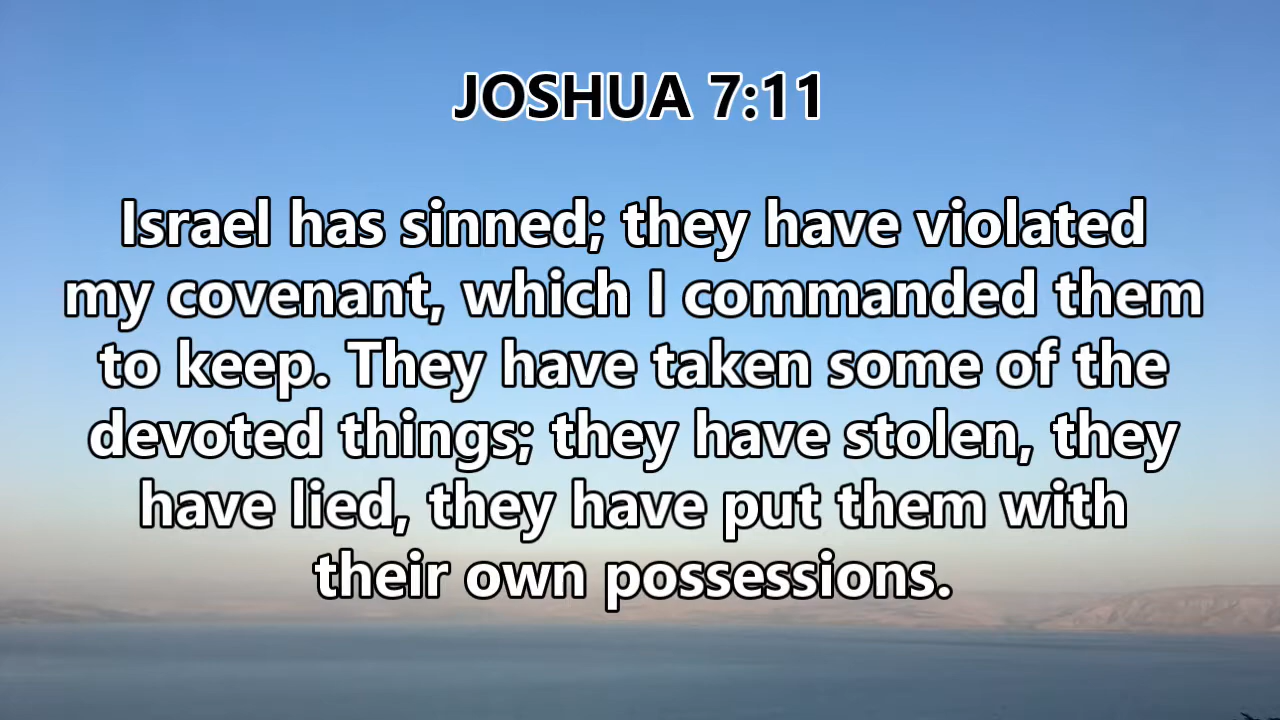 JOSHUA 7:11
Israel has sinned; they have violated
my covenant, which I commanded them
to keep. They have taken some of the
devoted things; they have stolen, they
have lied, they have put them with
their own possessions.